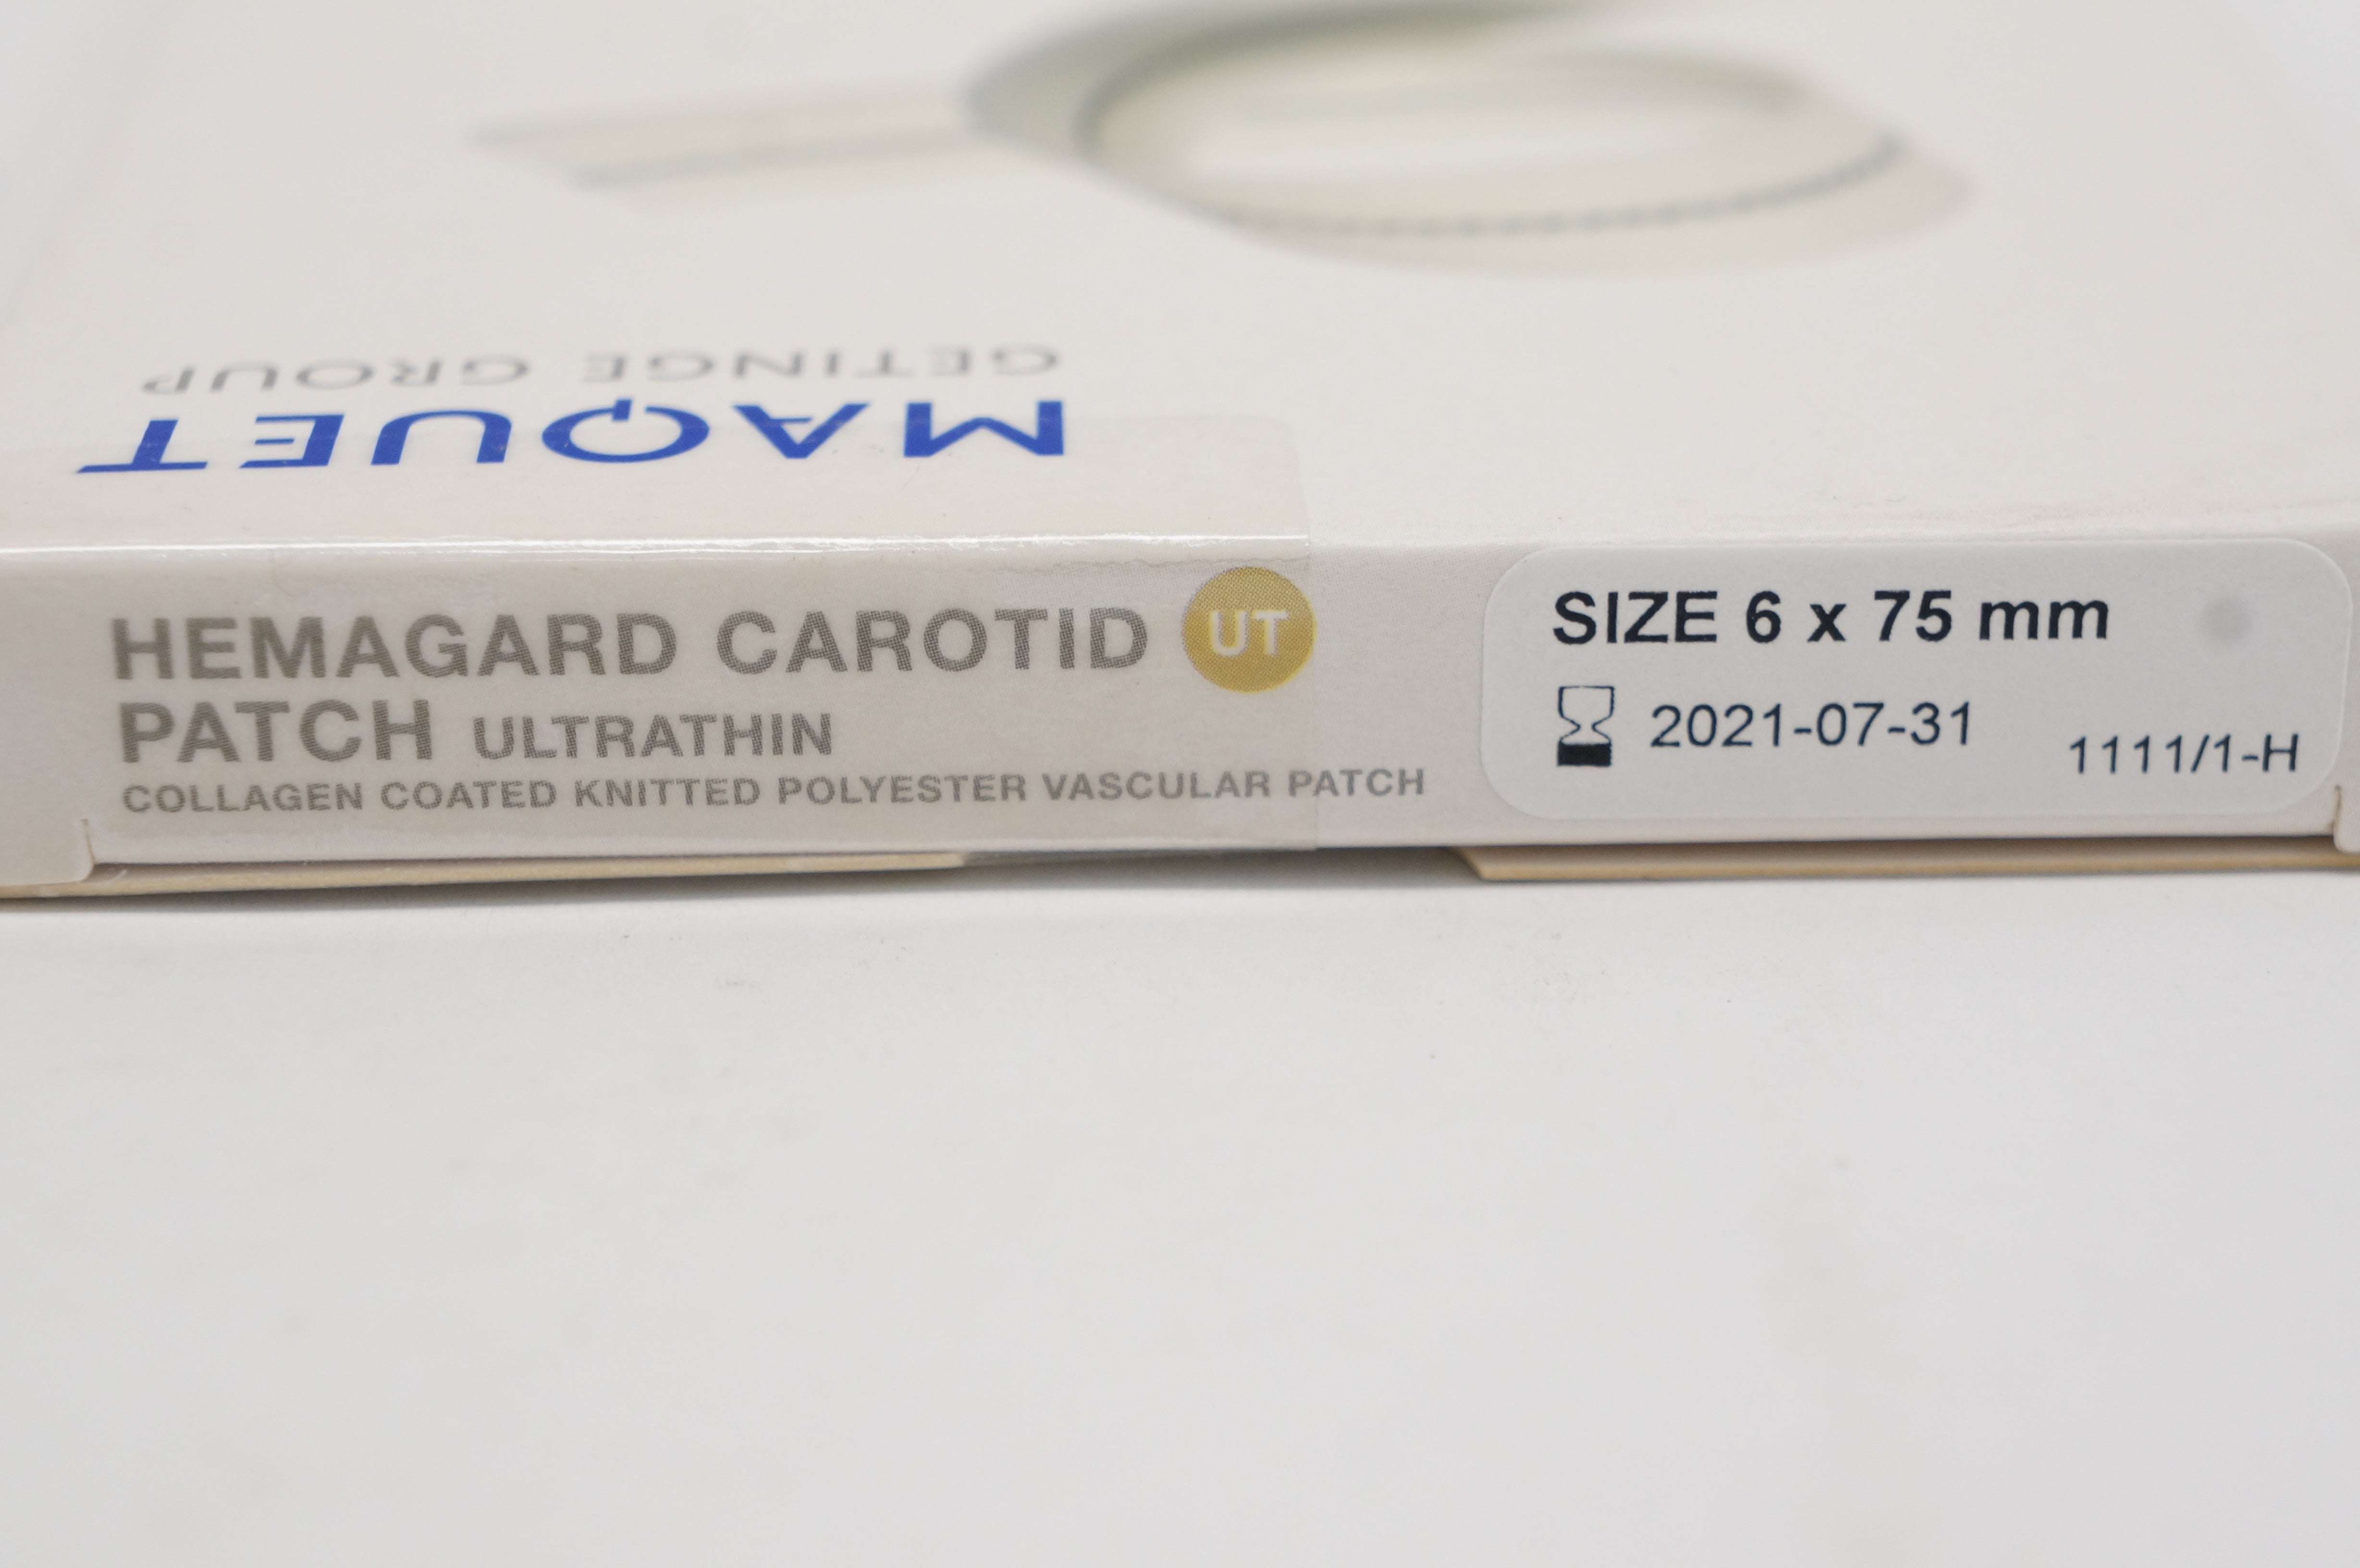 MAQUET
GETINGE GROUP
HEMAGARD CAROTID UT
PATCH ULTRATHIN
COLLAGEN COATED KNITTED POLYESTER VASCULAR PATCH
SIZE 6 x 75 mm
2021-07-31
1111/1-H